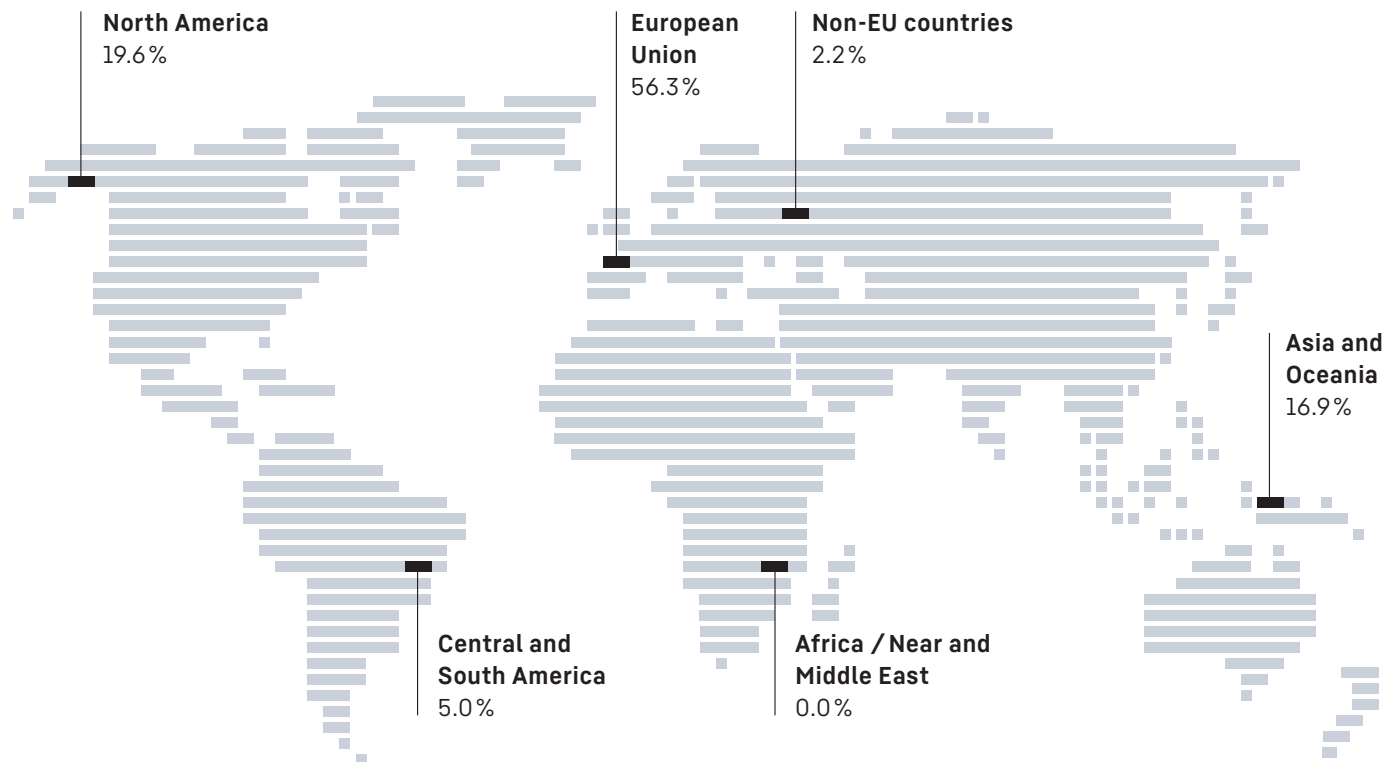 North America
19.6 %
European
Union
56.3 %
Non-EU countries
2.2 %
Asia and
Oceania
16.9 %
Central and
South America
5.0 %
Africa / Near and
Middle East
0.0 %